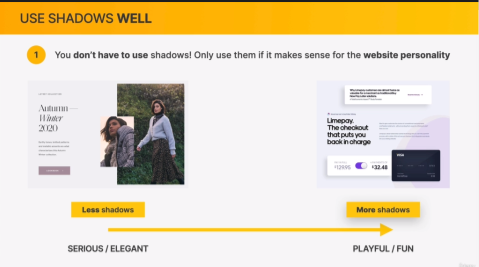 USE SHADOWS WELL
1 You don't have to use shadows! Only use them if it makes sense for the website personality
Autumn —
Winter
2020
Limepay.
The checkout
that puts you
back in charge
$129.95
$32.48
Less shadows
More shadows
SERIOUS / ELEGANT
PLAYFUL / FUN